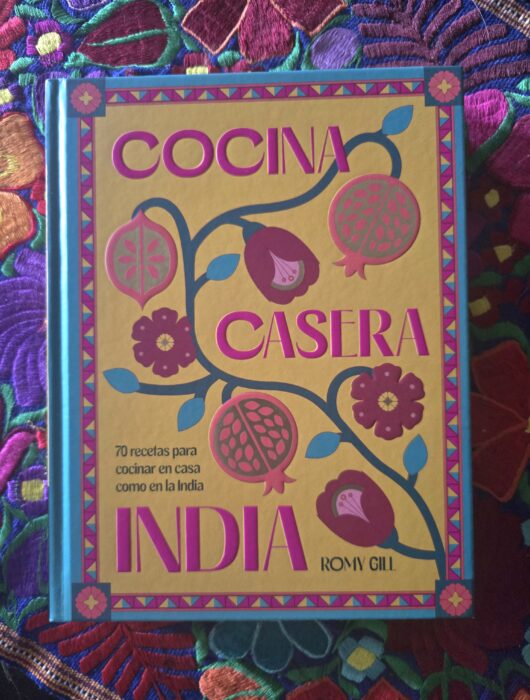 COCINA
CASERA
70 recetas para
cocinar en casa
como en la India
INDIA
ROMY GILL